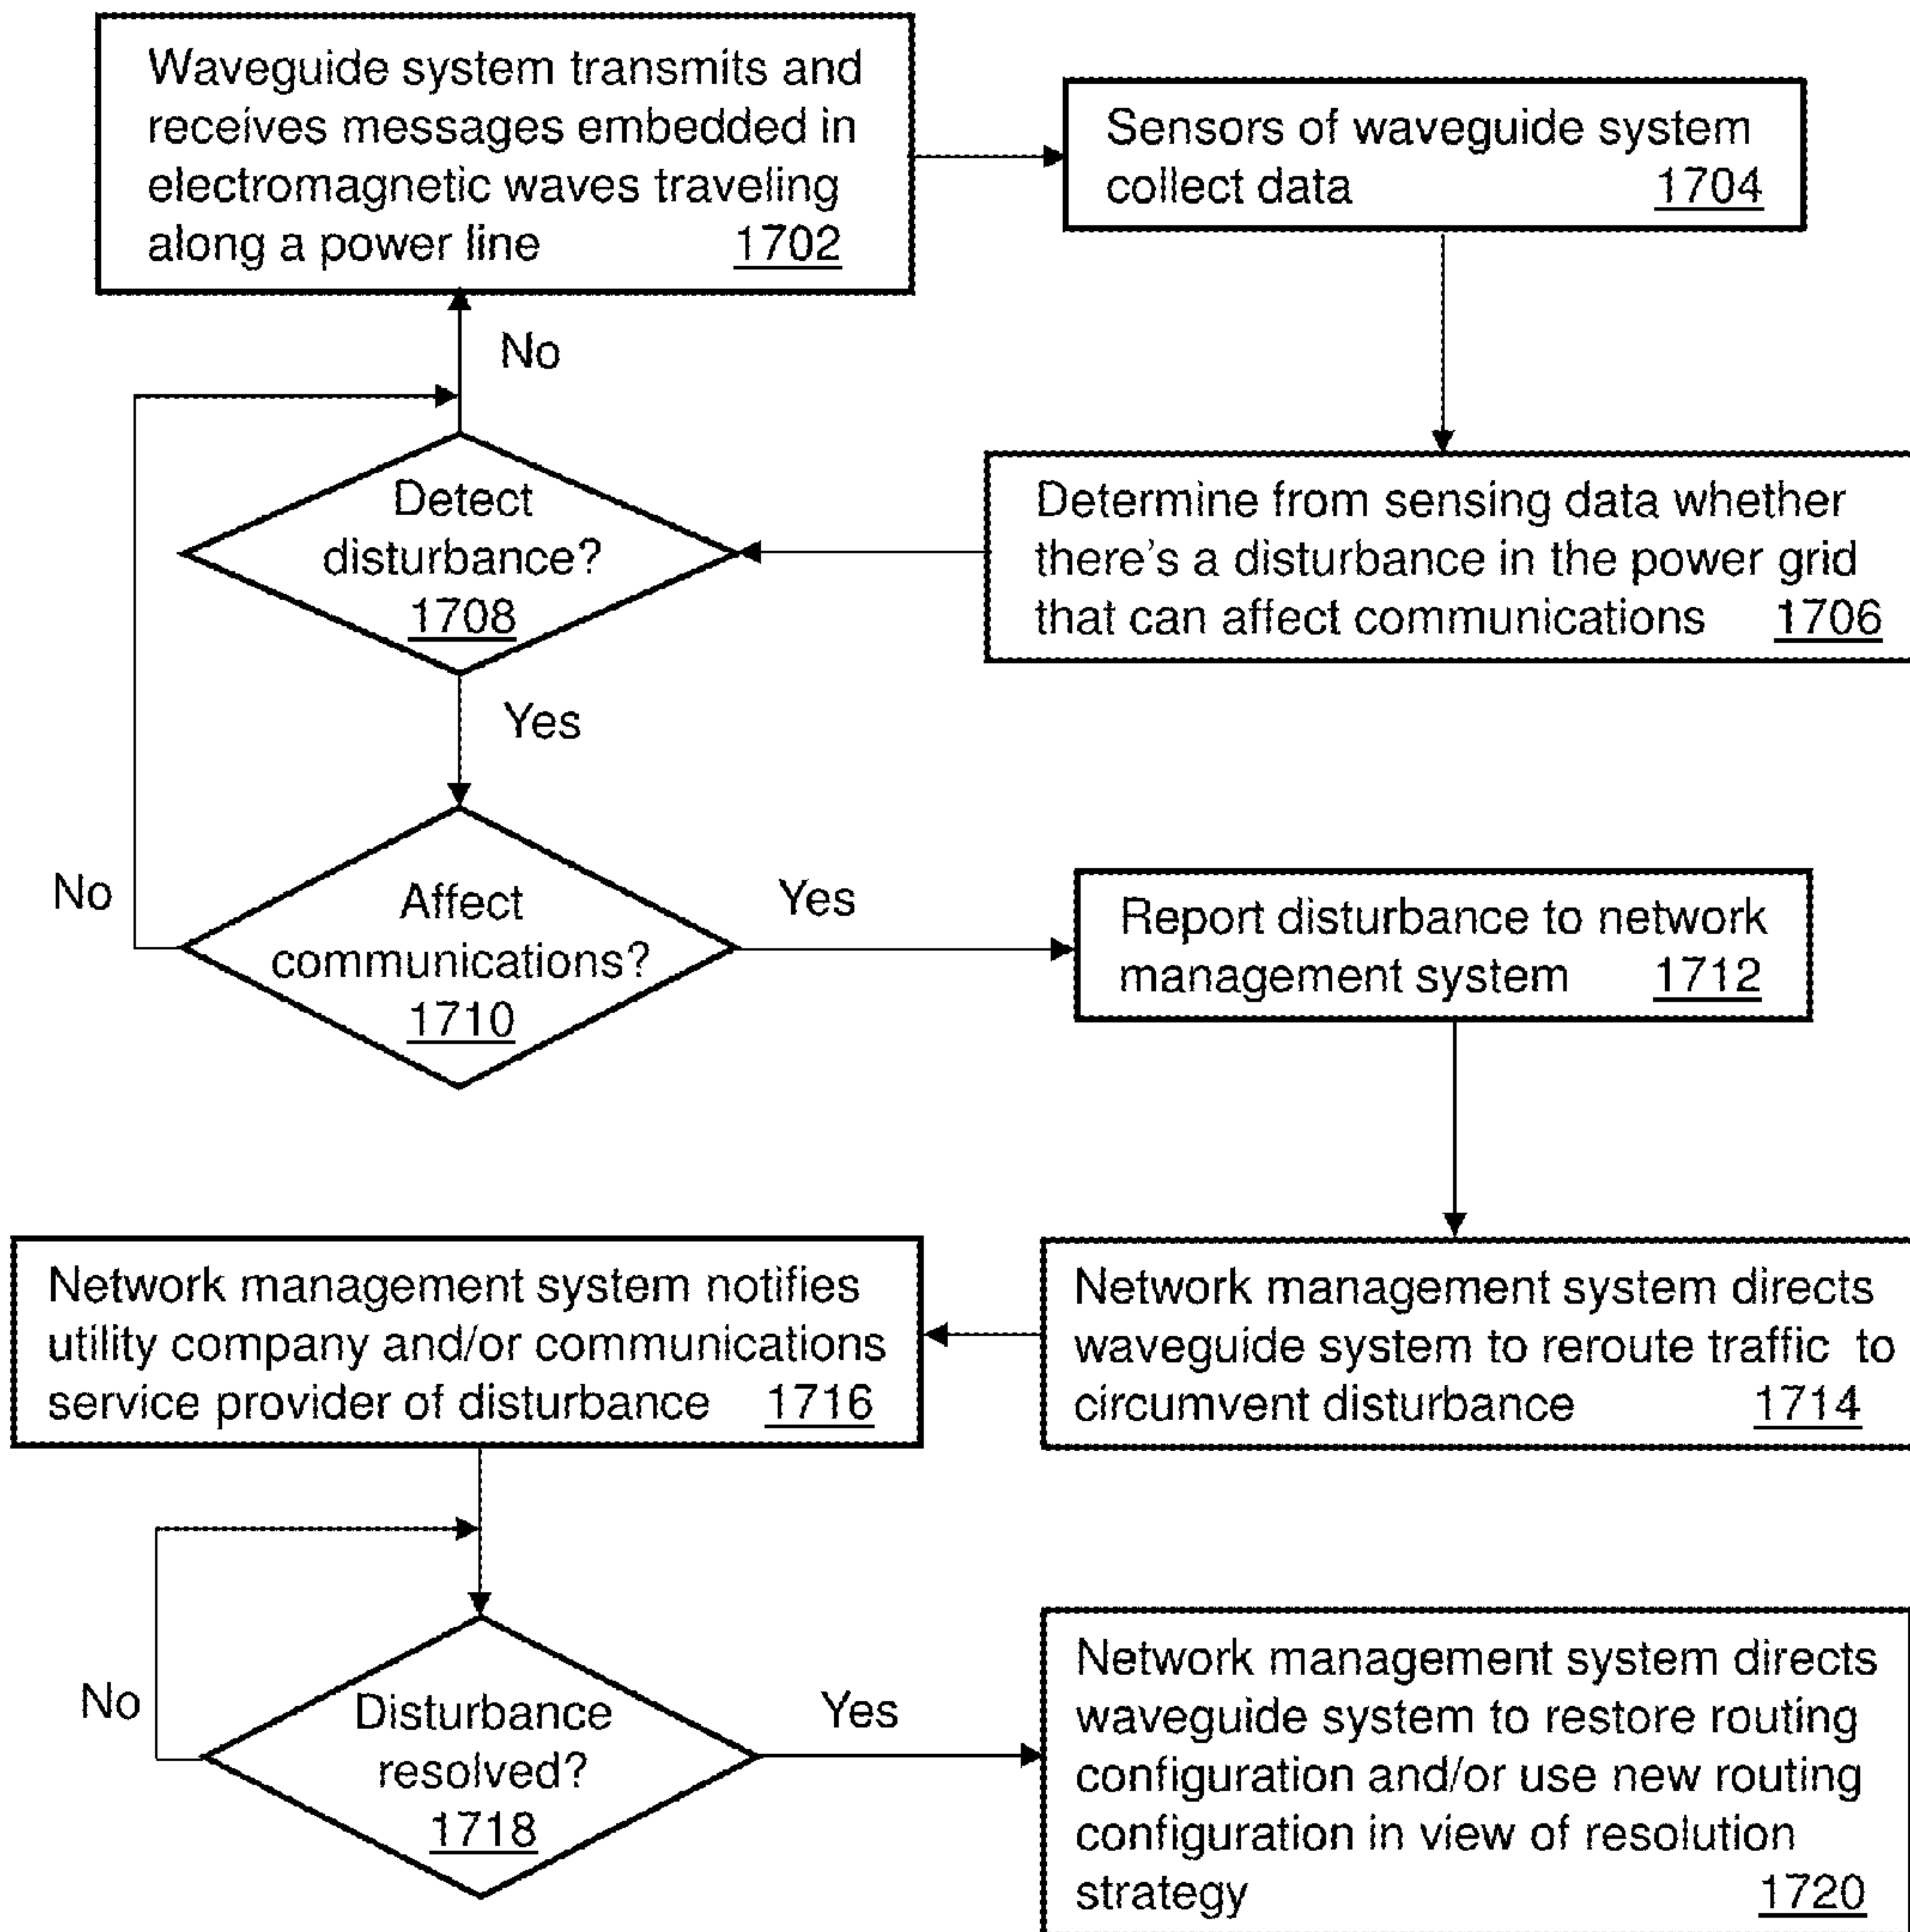 Waveguide system transmits and
receives messages embedded in
electromagnetic waves traveling
along a power line 1702
Sensors of waveguide system
collect data 1704
Determine from sensing data whether
there's a disturbance in the power grid
that can affect communications 1706
No
Detect
disturbance?
1708
Yes
No
Affect
communications?
1710
Yes
Report disturbance to network
management system 1712
Network management system directs
waveguide system to reroute traffic to
circumvent disturbance 1714
Network management system notifies
utility company and/or communications
service provider of disturbance 1716
No
Disturbance
resolved?
1718
Yes
Network management system directs
waveguide system to restore routing
configuration and/or use new routing
configuration in view of resolution
strategy 1720